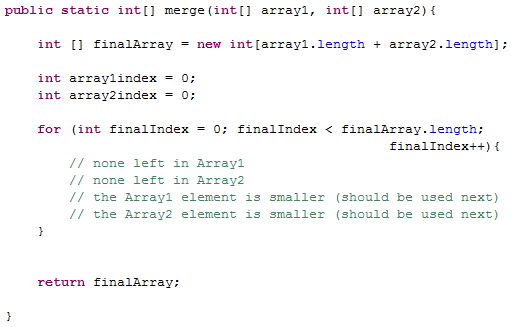 public static int[] merge(int[] array1, int[] array2){
int [] finalArray = new int[array1.length + array2.length];
int array1index = 0;
int array2index = 0;
for (int finalIndex = 0; finalIndex < finalArray.length;
finalIndex++){
// none left in Array1
// none left in Array2
// the Array1 element is smaller (should be used next)
// the Array2 element is smaller (should be used next)
}
return finalArray;
}